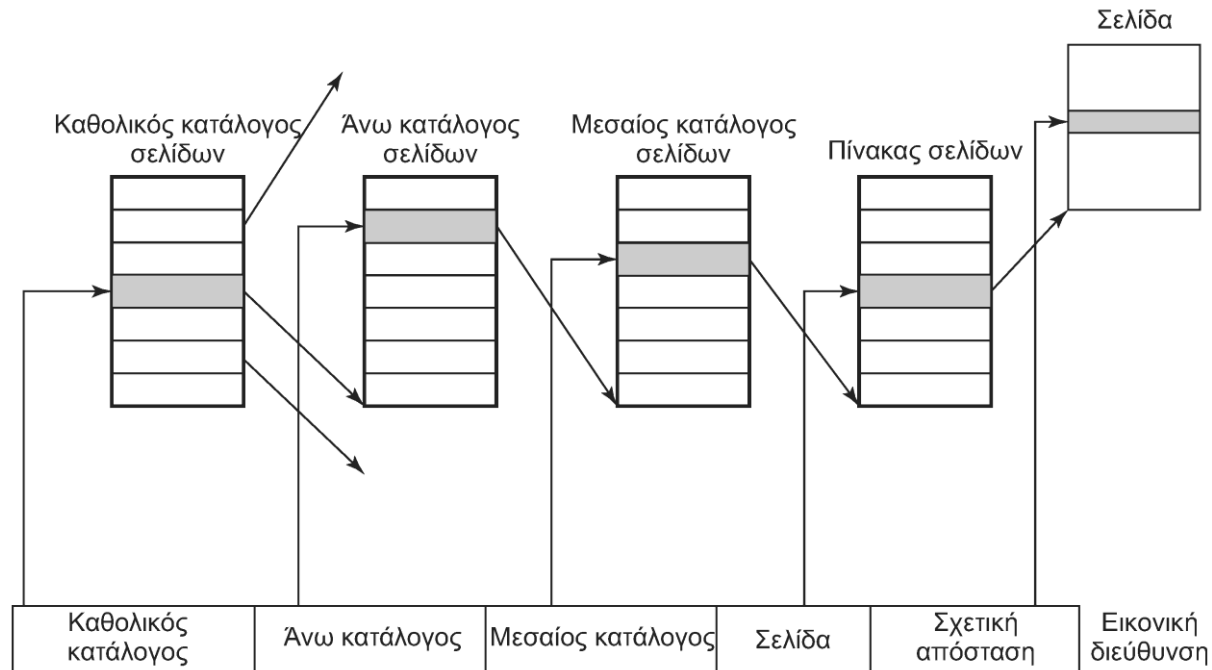 Σελίδα
Καθολικός κατάλογος
σελίδων
Άνω κατάλογος
σελίδων
Μεσαίος κατάλογος
σελίδων
Πίνακας σελίδων
Καθολικός
κατάλογος
Άνω κατάλογος
Μεσαίος κατάλογος
Σελίδα
Σχετική
απόσταση
Εικονική
διεύθυνση